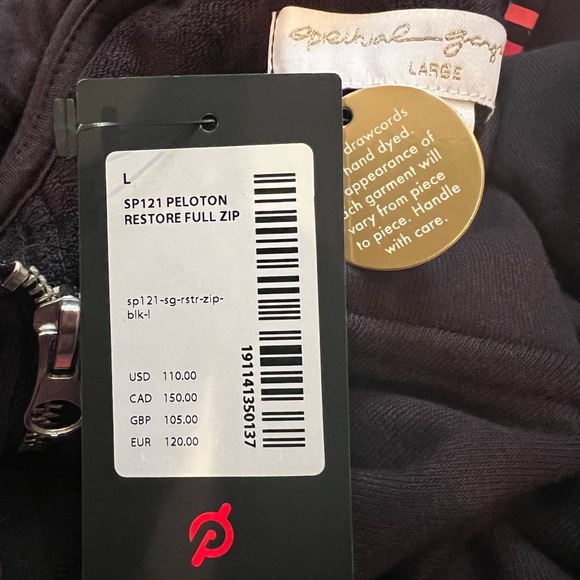 spiritual gangster
LARGE
drawcords
hand dyed.
appearance of
ach garment will
vary from piece
to piece. Handle
with care.
L
SP121 PELOTON
RESTORE FULL ZIP
sp121-sg-rstr-zip-
blk-l
USD 110.00
CAD 150.00
GBP 105.00
EUR 120.00
19114135013７